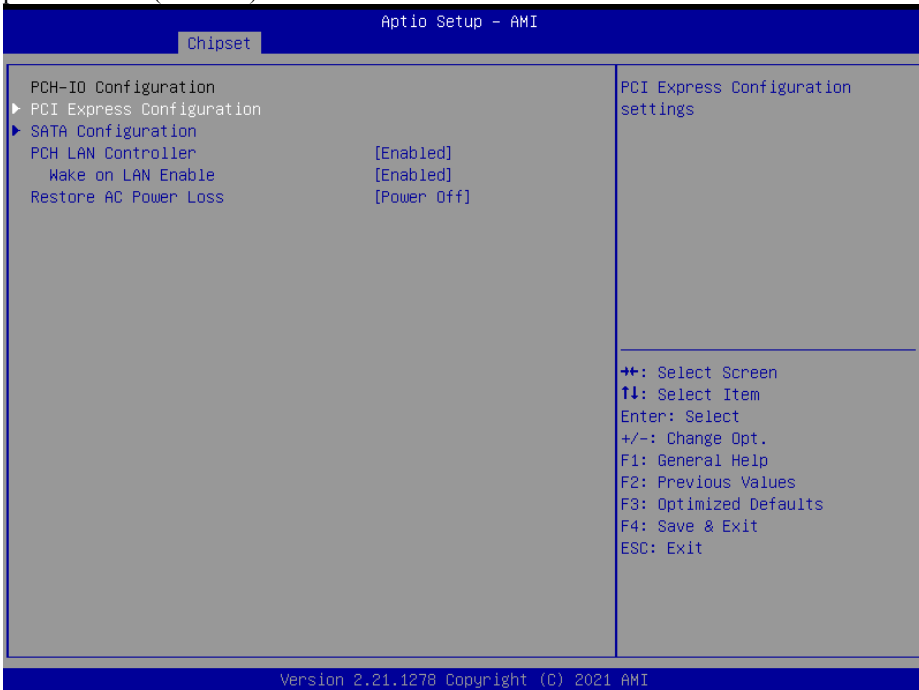 Aptio Setup - AMI
Chipset
PCH-IO Configuration
PCI Express Configuration
SATA Configuration
PCH LAN Controller [Enabled]
Wake on LAN Enable [Enabled]
Restore AC Power Loss [Power Off]
PCI Express Configuration
settings
→←: Select Screen
↑↓: Select Item
Enter: Select
+/-: Change Opt.
F1: General Help
F2: Previous Values
F3: Optimized Defaults
F4: Save & Exit
ESC: Exit
Version 2.21.1278 Copyright (C) 2021 AMI